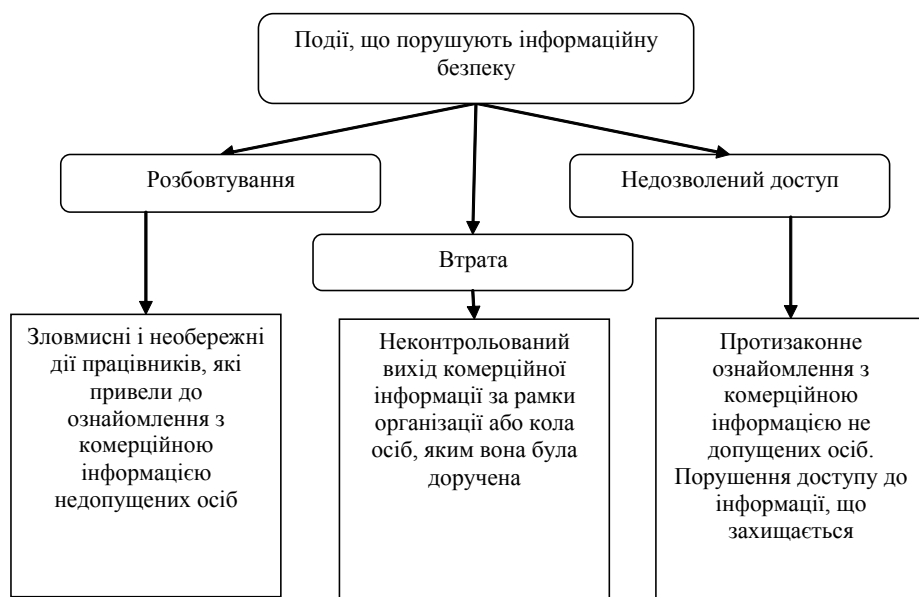 Події, що порушують інформаційну
безпеку
Розбовтування
Недозволений доступ
Втрата
Зловмисні і необережні
дії працівників, які
привели до
ознайомлення з
комерційною
інформацією
недопущених осіб
Неконтрольований
вихід комерційної
інформації за рамки
організації або кола
осіб, яким вона була
доручена
Протизаконне
ознайомлення з
комерційною
інформацією не
допущених осіб.
Порушення доступу до
інформації, що
захищається